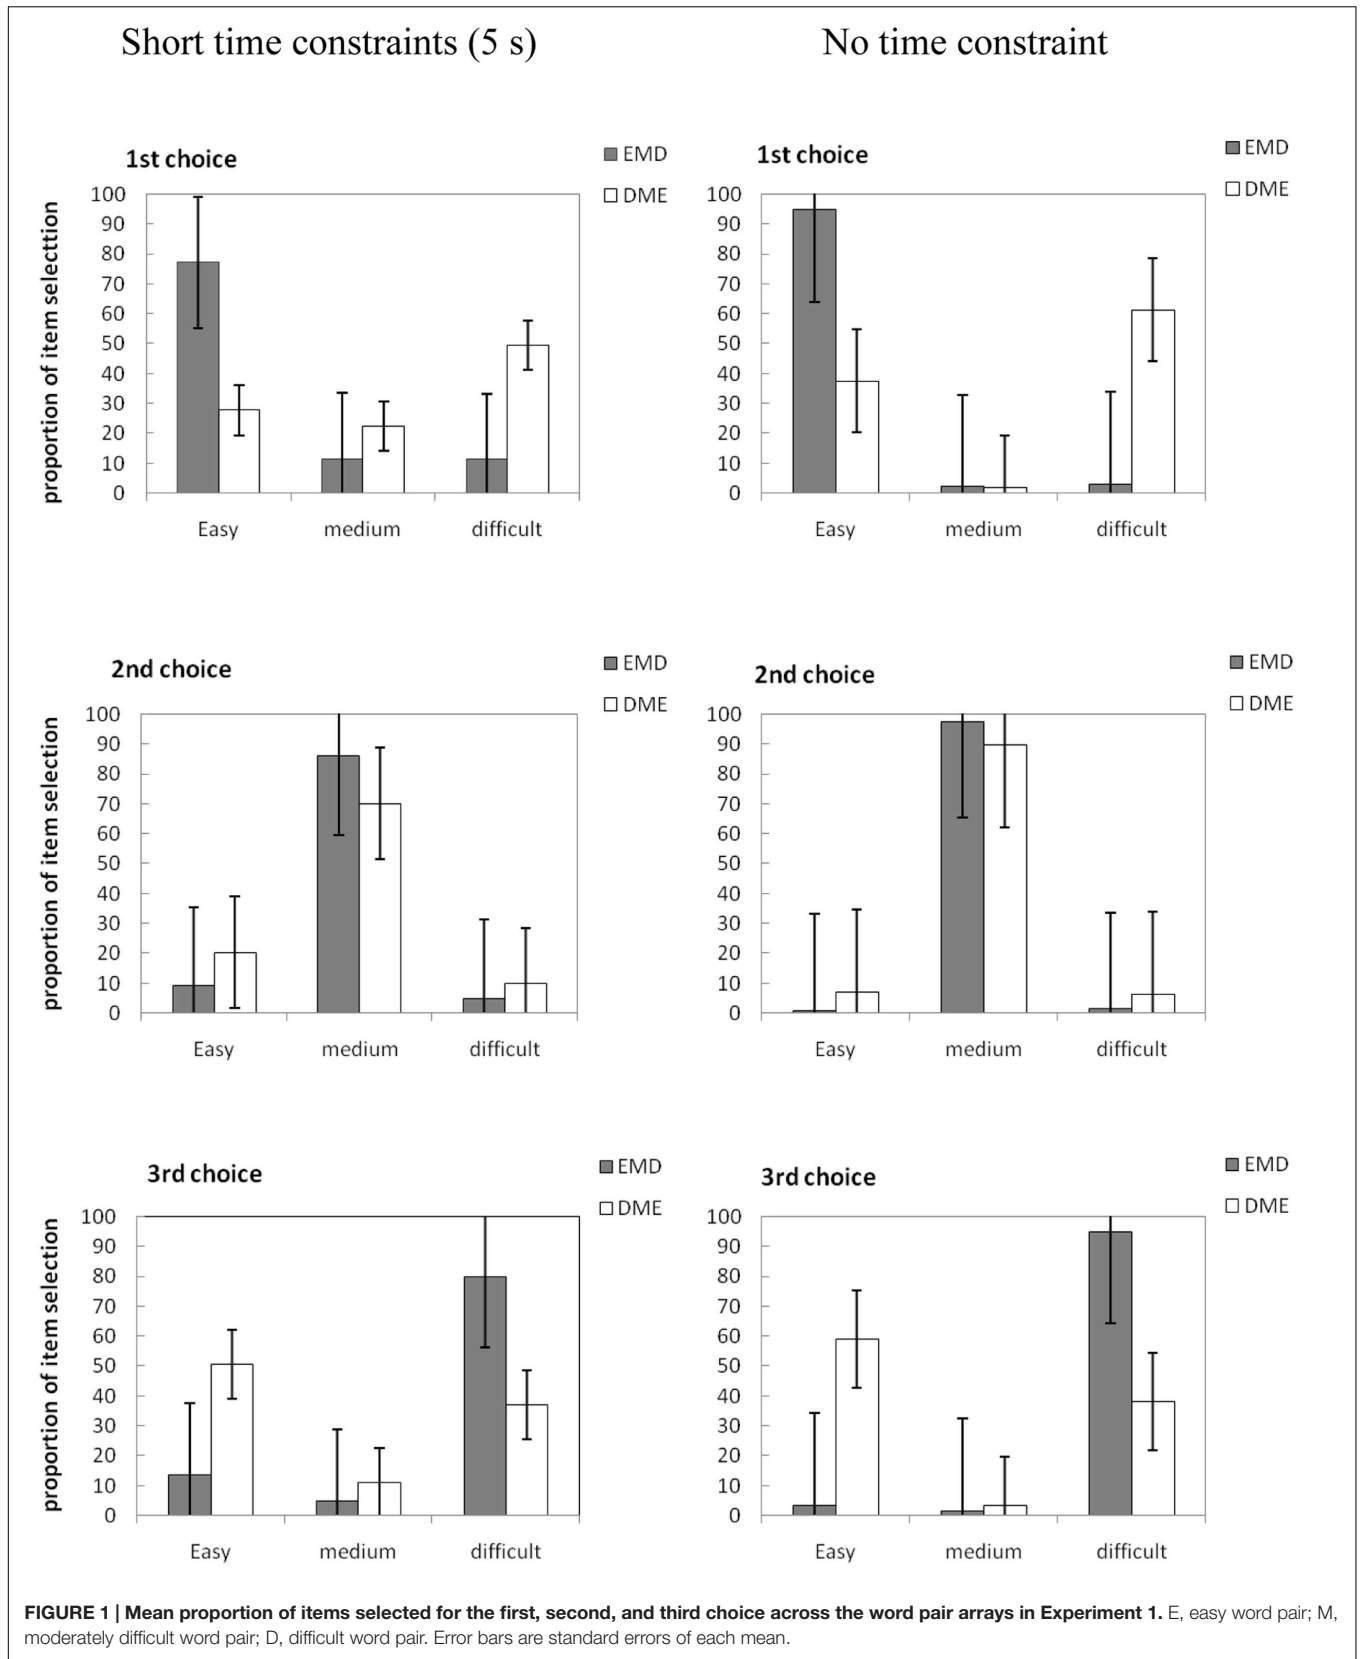 Short time constraints (5 s)
No time constraint
1st choice
EMD
DME
proportion of item selecttion
100
90
80
70
60
50
40
30
20
10
0
Easy medium difficult
1st choice
EMD
DME
100
90
80
70
60
50
40
30
20
10
0
Easy medium difficult
2nd choice
EMD
DME
proportion of item selection
100
90
80
70
60
50
40
30
20
10
0
Easy medium difficult
2nd choice
EMD
DME
100
90
80
70
60
50
40
30
20
10
0
Easy medium difficult
3rd choice
EMD
DME
proportion of item selection
100
90
80
70
60
50
40
30
20
10
0
Easy medium difficult
3rd choice
EMD
DME
100
90
80
70
60
50
40
30
20
10
0
Easy medium difficult
FIGURE 1 | Mean proportion of items selected for the first, second, and third choice across the word pair arrays in Experiment 1. E, easy word pair; M,
moderately difficult word pair; D, difficult word pair. Error bars are standard errors of each mean.